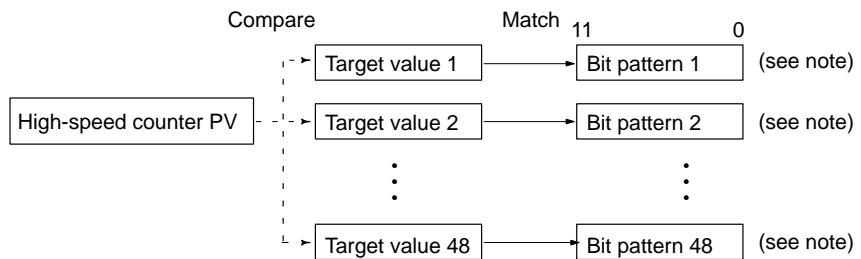 Compare Match 11 0
Target value 1 Bit pattern 1 (see note)
High-speed counter PV Target value 2 Bit pattern 2 (see note)
Target value 48 Bit pattern 48 (see note)